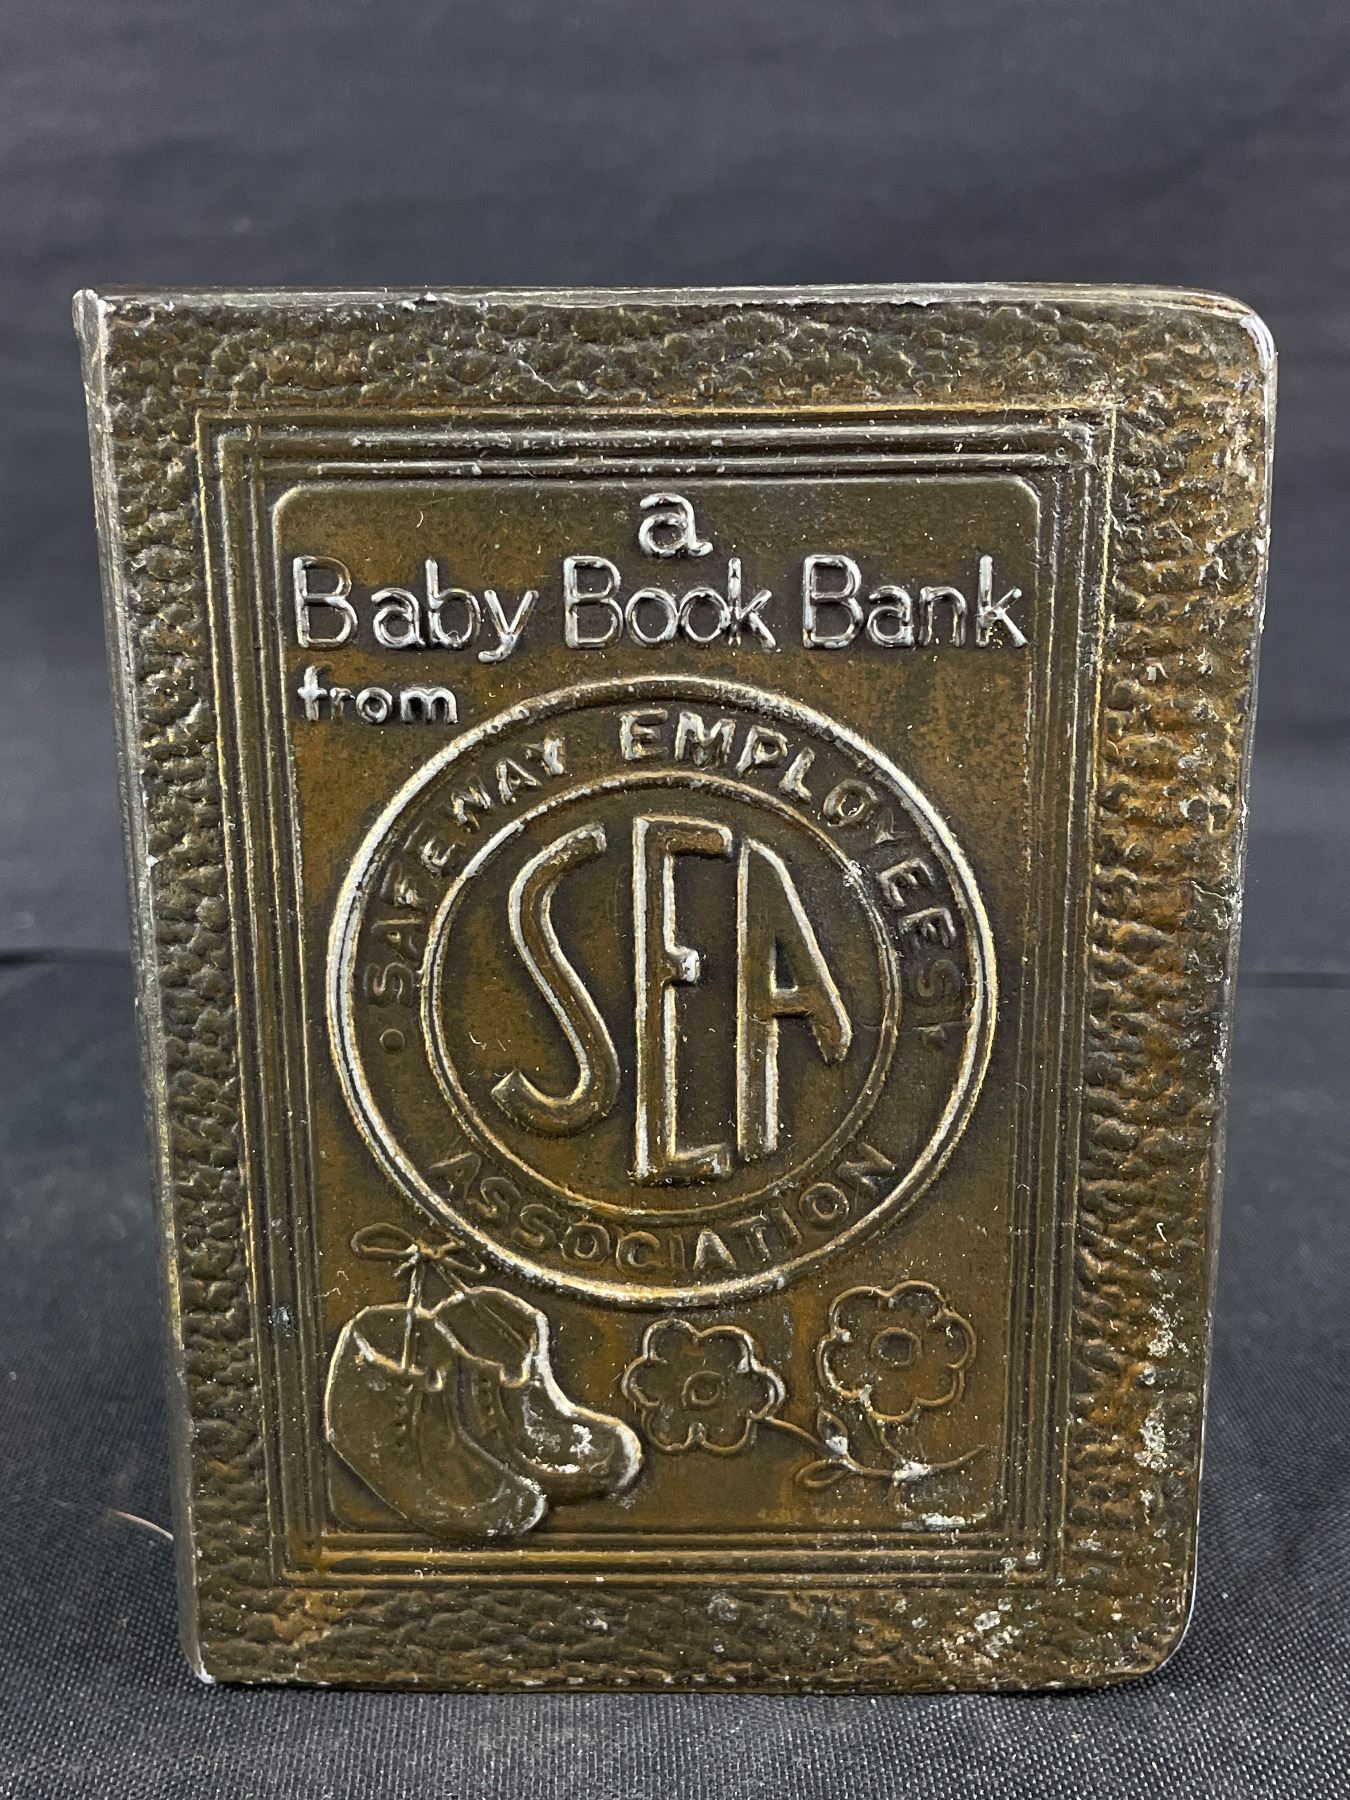 a
Baby Book Bank
from
· SAFEWAY EMPLOYEES ·
SEA
ASSOCIATION